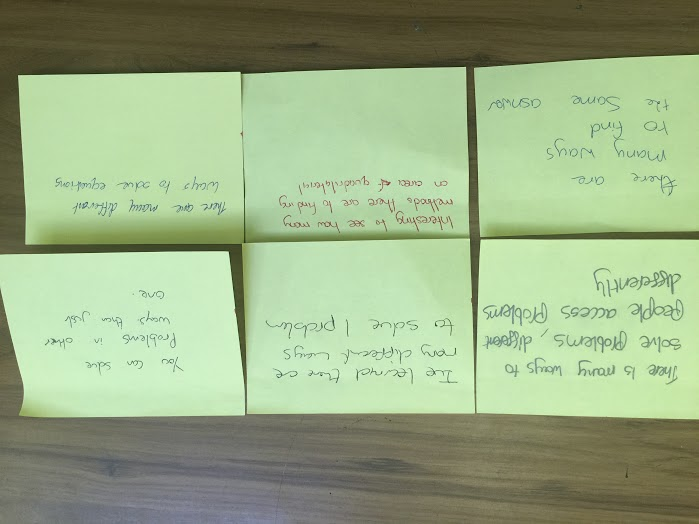 There is many ways to
solve problems, different
people access problems
differently
I've learnd there are
many different ways
to solve 1 problem
You can solve
Problems in other
ways than just
one.
there are
many ways
to find
the same asnwer
Interesting to see how many
methods there are to finding
an area of quadrilateral
There are many different
ways to solve equations